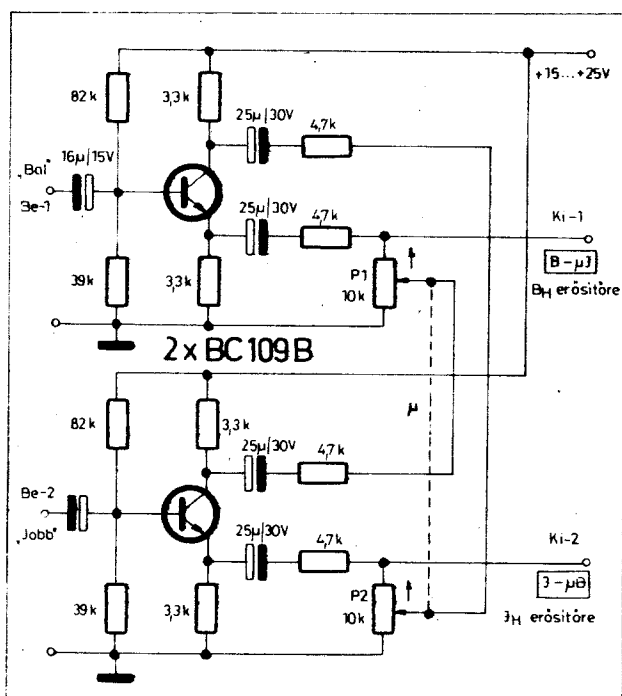 +15...+25V
82k
3,3k
25µ/30V
4,7k
„Bal"
16µ/15V
Be-1
25µ/30V
4,7k
Ki-1
B-µJ
BH erősítőre
39k
3,3k
P1
10k
2x BC109B
82k
3,3k
µ
25µ/30V
4,7k
Be-2
„Jobb"
25µ/30V
4,7k
Ki-2
J-µB
JH erősítőre
39k
3,3k
P2
10k